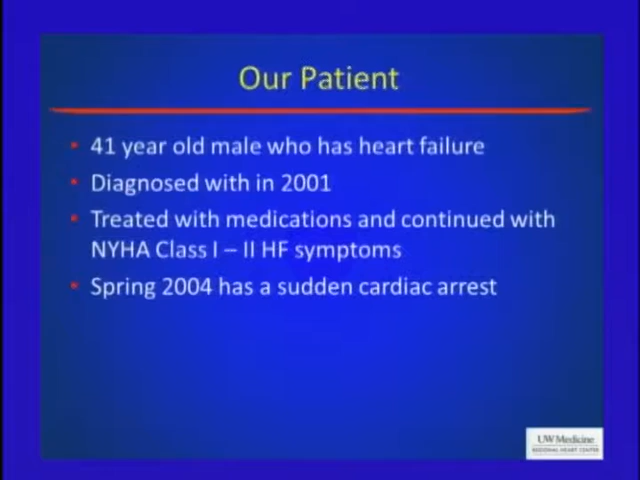 Our Patient
41 year old male who has heart failure
Diagnosed with in 2001
Treated with medications and continued with
NYHA Class I – II HF symptoms
Spring 2004 has a sudden cardiac arrest
UW Medicine
REGIONAL HEART CENTER